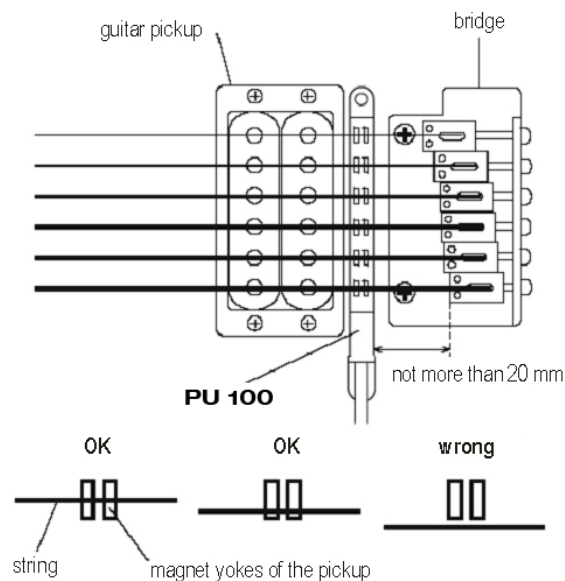 guitar pickup
bridge
PU 100
not more than 20 mm
OK
OK
wrong
string
magnet yokes of the pickup